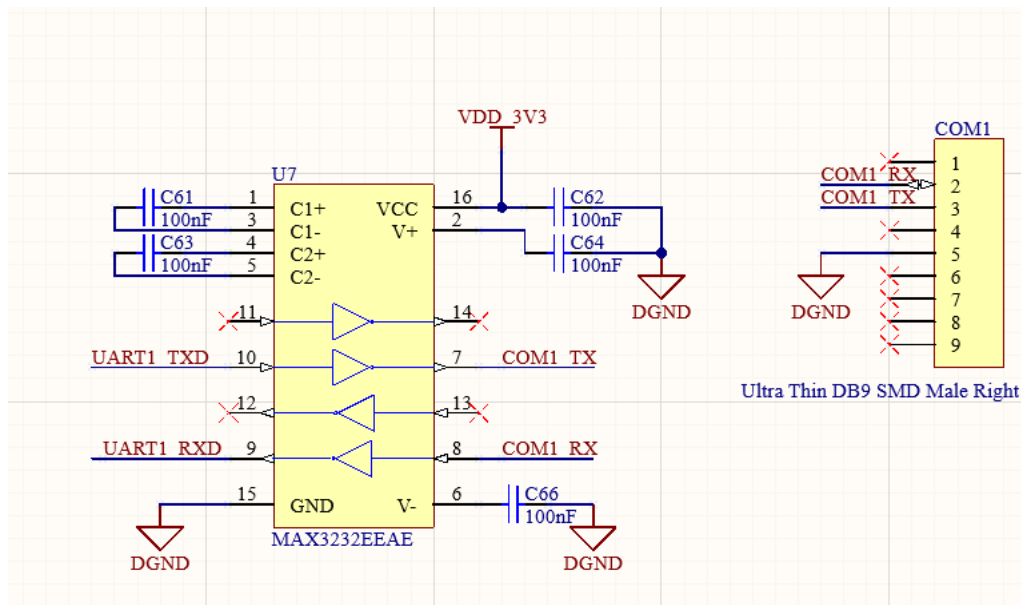 VDD_3V3
COM1
U7
1
C61
1
C1+
VCC
16
C62
COM1_RX
2
100nF
3
C1-
V+
2
100nF
COM1_TX
3
C63
4
C2+
C64
4
100nF
5
C2-
100nF
5
6
DGND
DGND
7
11
14
8
9
UART1_TXD
10
7
COM1_TX
Ultra Thin DB9 SMD Male Right
12
13
UART1_RXD
9
8
COM1_RX
15
GND
V-
6
C66
100nF
MAX3232EEAE
DGND
DGND